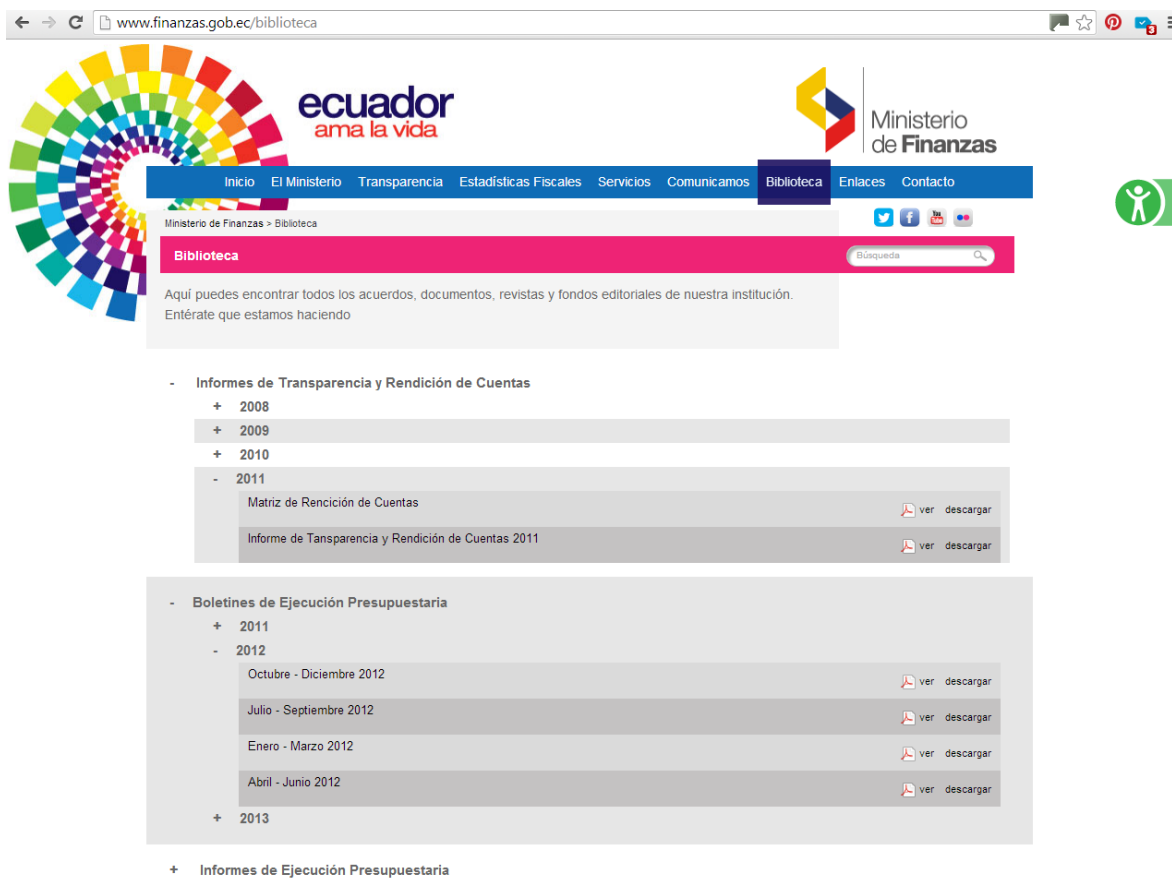 www.finanzas.gob.ec/biblioteca
3
ecuador
ama la vida
Ministerio
de Finanzas
Inicio El Ministerio Transparencia Estadísticas Fiscales Servicios Comunicamos Biblioteca Enlaces Contacto
Ministerio de Finanzas > Biblioteca
You Tube
Biblioteca
Búsqueda
Aquí puedes encontrar todos los acuerdos, documentos, revistas y fondos editoriales de nuestra institución.
Entérate que estamos haciendo
- Informes de Transparencia y Rendición de Cuentas
+ 2008
+ 2009
+ 2010
- 2011
Matriz de Rencición de Cuentas ver descargar
Informe de Tansparencia y Rendición de Cuentas 2011 ver descargar
- Boletines de Ejecución Presupuestaria
+ 2011
- 2012
Octubre - Diciembre 2012 ver descargar
Julio - Septiembre 2012 ver descargar
Enero - Marzo 2012 ver descargar
Abril - Junio 2012 ver descargar
+ 2013
+ Informes de Ejecución Presupuestaria